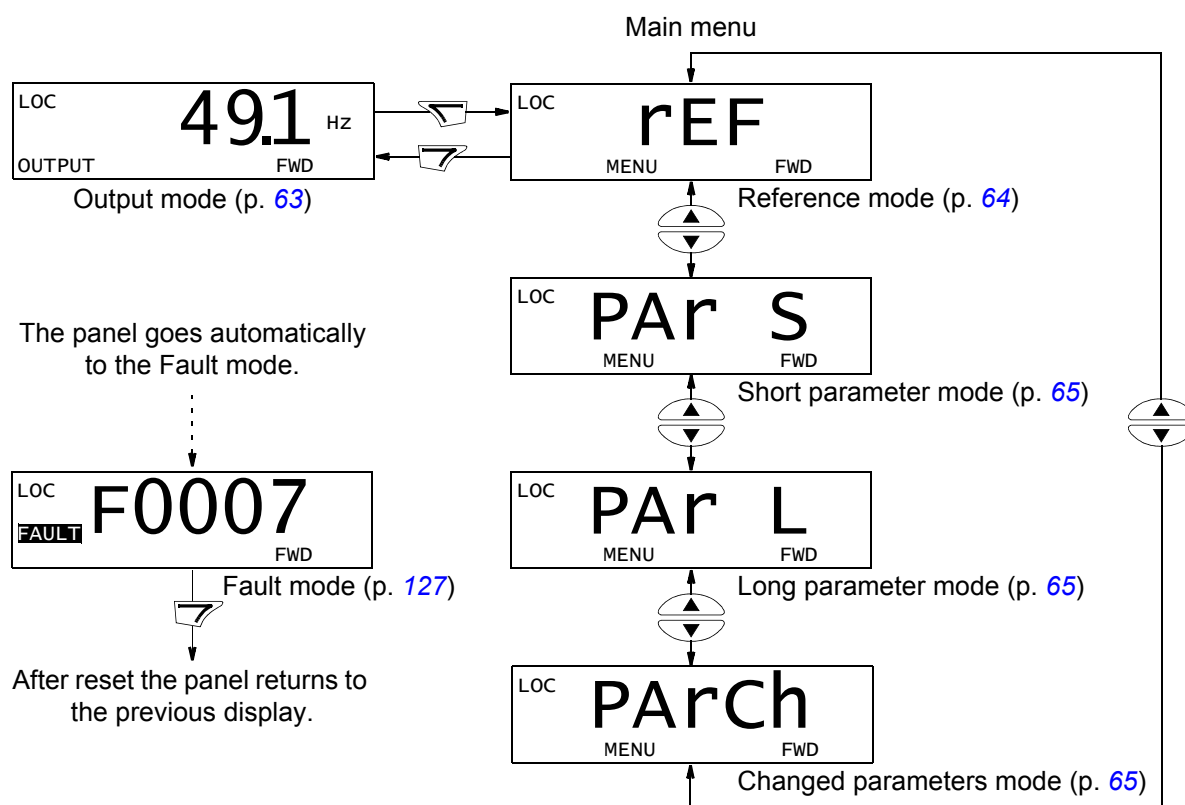 Main menu
LOC
49.1 Hz
OUTPUT FWD
Output mode (p. 63)
LOC
rEF
MENU FWD
Reference mode (p. 64)
LOC
PAr S
MENU FWD
Short parameter mode (p. 65)
The panel goes automatically
to the Fault mode.
LOC
F0007
FAULT
FWD
Fault mode (p. 127)
After reset the panel returns to
the previous display.
LOC
PAr L
MENU FWD
Long parameter mode (p. 65)
LOC
PArCh
MENU FWD
Changed parameters mode (p. 65)